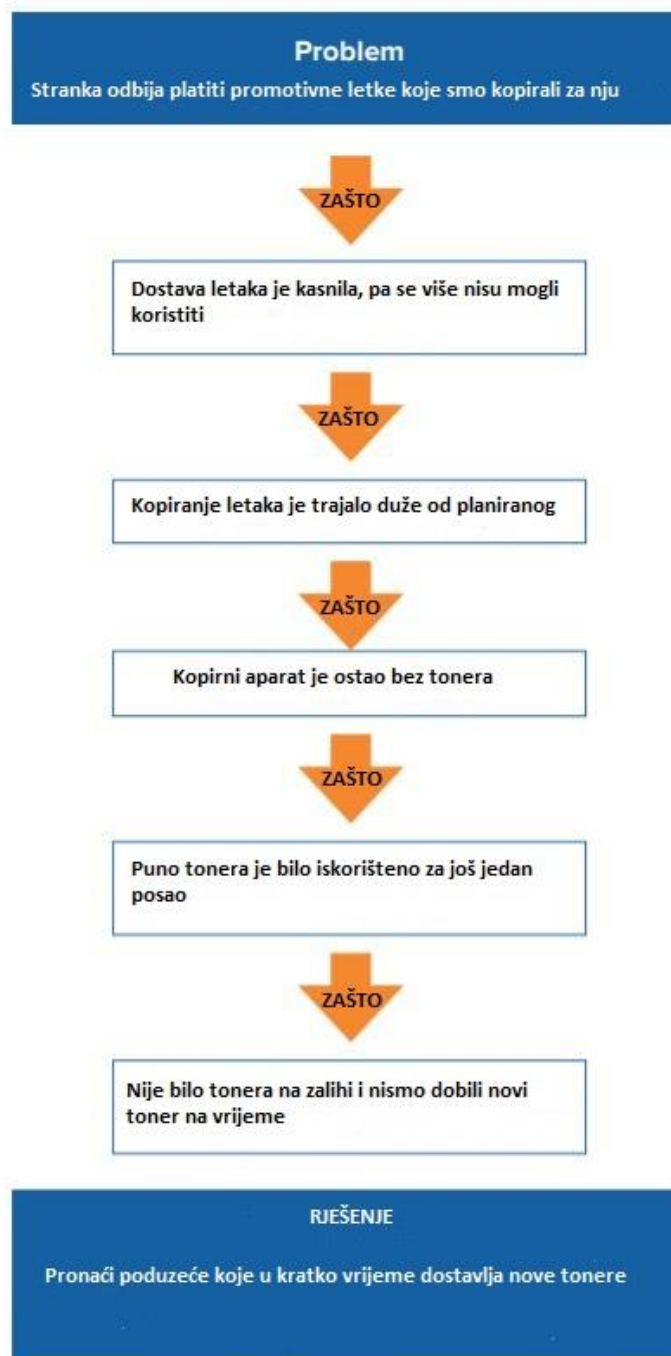 Problem
Stranka odbija platiti promotivne letke koje smo kopirali za nju
ZAŠTO
Dostava letaka je kasnila, pa se više nisu mogli
koristiti
ZAŠTO
Kopiranje letaka je trajalo duže od planiranog
ZAŠTO
Kopirni aparat je ostao bez tonera
ZAŠTO
Puno tonera je bilo iskorišteno za još jedan
posao
ZAŠTO
Nije bilo tonera na zalihi i nismo dobili novi
toner na vrijeme
RJEŠENJE
Pronaći poduzeće koje u kratko vrijeme dostavlja nove tonere